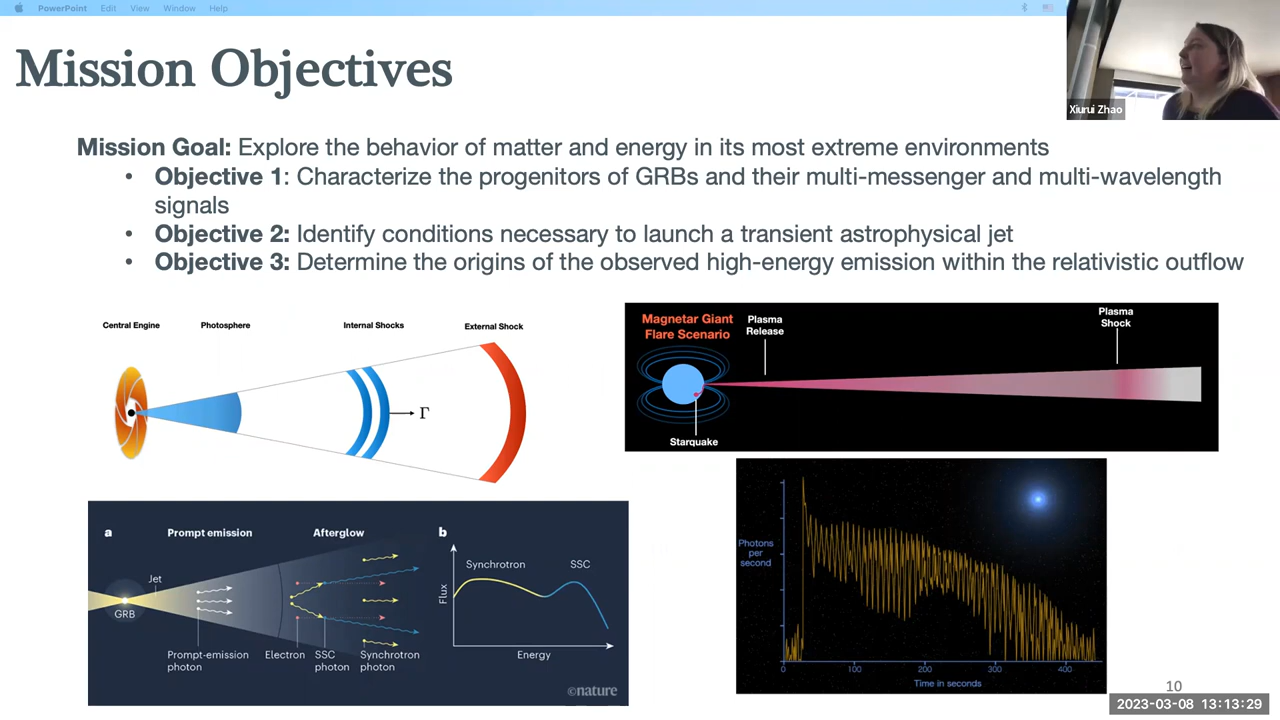 PowerPoint Edit View Window Help
Mission Objectives
Xiurui Zhao
Mission Goal: Explore the behavior of matter and energy in its most extreme environments
• Objective 1: Characterize the progenitors of GRBs and their multi-messenger and multi-wavelength
signals
• Objective 2: Identify conditions necessary to launch a transient astrophysical jet
• Objective 3: Determine the origins of the observed high-energy emission within the relativistic outflow
Central Engine
Photosphere
Internal Shocks
External Shock
Γ
Magnetar Giant
Flare Scenario
Plasma
Release
Plasma
Shock
Starquake
a
Prompt emission
Afterglow
Jet
GRB
Prompt-emission
photon
Electron
SSC
photon
Synchrotron
photon
b
Synchrotron
SSC
Flux
Energy
©nature
Photons
per
second
0 100 200 300 400
Time in seconds
10
2023-03-08 13:13:29